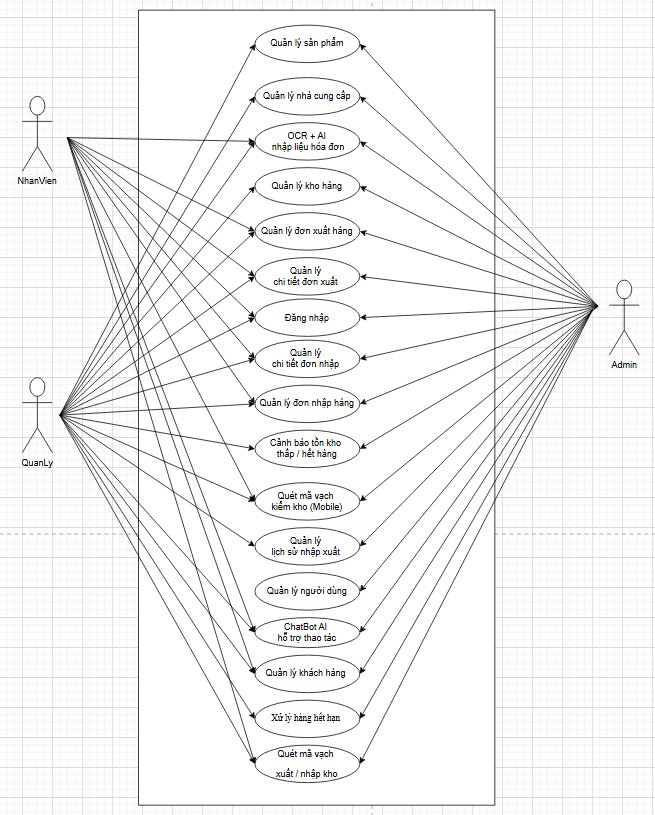 Quản lý sản phẩm
Quản lý nhà cung cấp
OCR + AI
nhập liệu hóa đơn
NhanVien
Quản lý kho hàng
Quản lý đơn xuất hàng
Quản lý
chi tiết đơn xuất
Đăng nhập
Quản lý
chi tiết đơn nhập
Admin
Quản lý đơn nhập hàng
QuanLy
Cảnh báo tồn kho
thấp / hết hàng
Quét mã vạch
kiểm kho (Mobile)
Quản lý
lịch sử nhập xuất
Quản lý người dùng
ChatBot AI
hỗ trợ thao tác
Quản lý khách hàng
Xử lý hàng hết hạn
Quét mã vạch
xuất / nhập kho